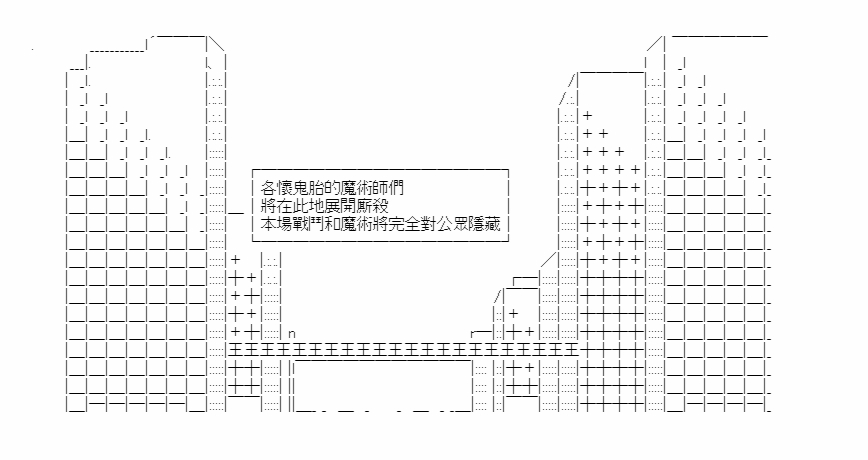 各懷鬼胎的魔術師們
將在此地展開廝殺
本場戰鬥和魔術將完全對公眾隱藏